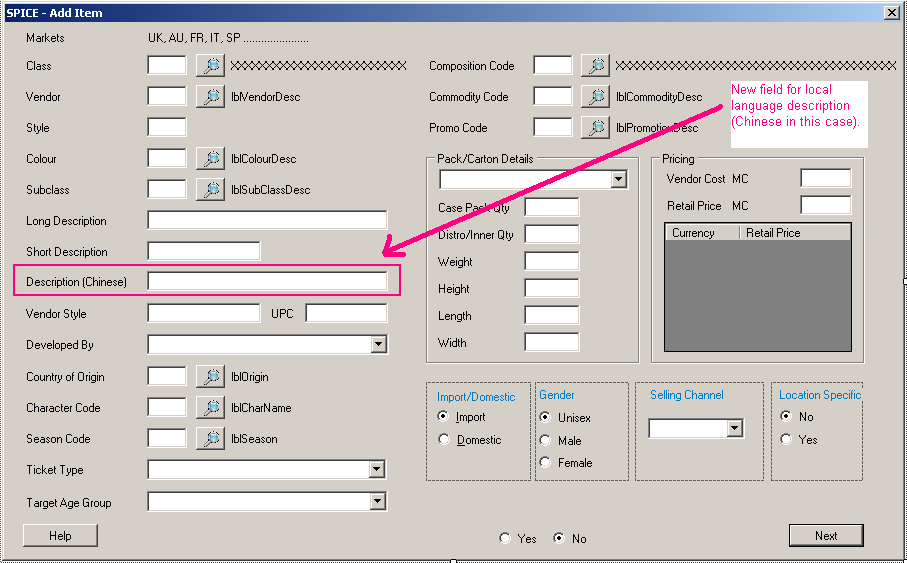 SPICE - Add Item
Markets UK, AU, FR, IT, SP ......................
Class
Vendor lblVendorDesc
Style
Colour lblColourDesc
Subclass lblSubClassDesc
Long Description
Short Description
Description (Chinese)
Vendor Style UPC
Developed By
Country of Origin lblOrigin
Character Code lblCharName
Season Code lblSeason
Ticket Type
Target Age Group
Help
Composition Code
Commodity Code lblCommodityDesc
Promo Code lblPromotionDesc
New field for local
language description
(Chinese in this case).
Pack/Carton Details
Case Pack Qty
Distro/Inner Qty
Weight
Height
Length
Width
Pricing
Vendor Cost MC
Retail Price MC
Currency Retail Price
Import/Domestic
Import
Domestic
Gender
Unisex
Male
Female
Selling Channel
Location Specific
No
Yes
Yes No
Next